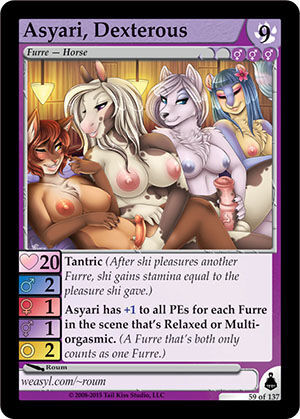 Asyari, Dexterous
9
Furre — Horse
20
Tantric (After shi pleasures another
Furre, shi gains stamina equal to the
pleasure shi gave.)
2
1
Asyari has +1 to all PEs for each Furre
in the scene that's Relaxed or Multi-
orgasmic. (A Furre that's both only
counts as one Furre.)
1
2
Roum
weasyl.com/~roum
59 of 137
© 2008-2015 Tail Kiss Studio, LLC